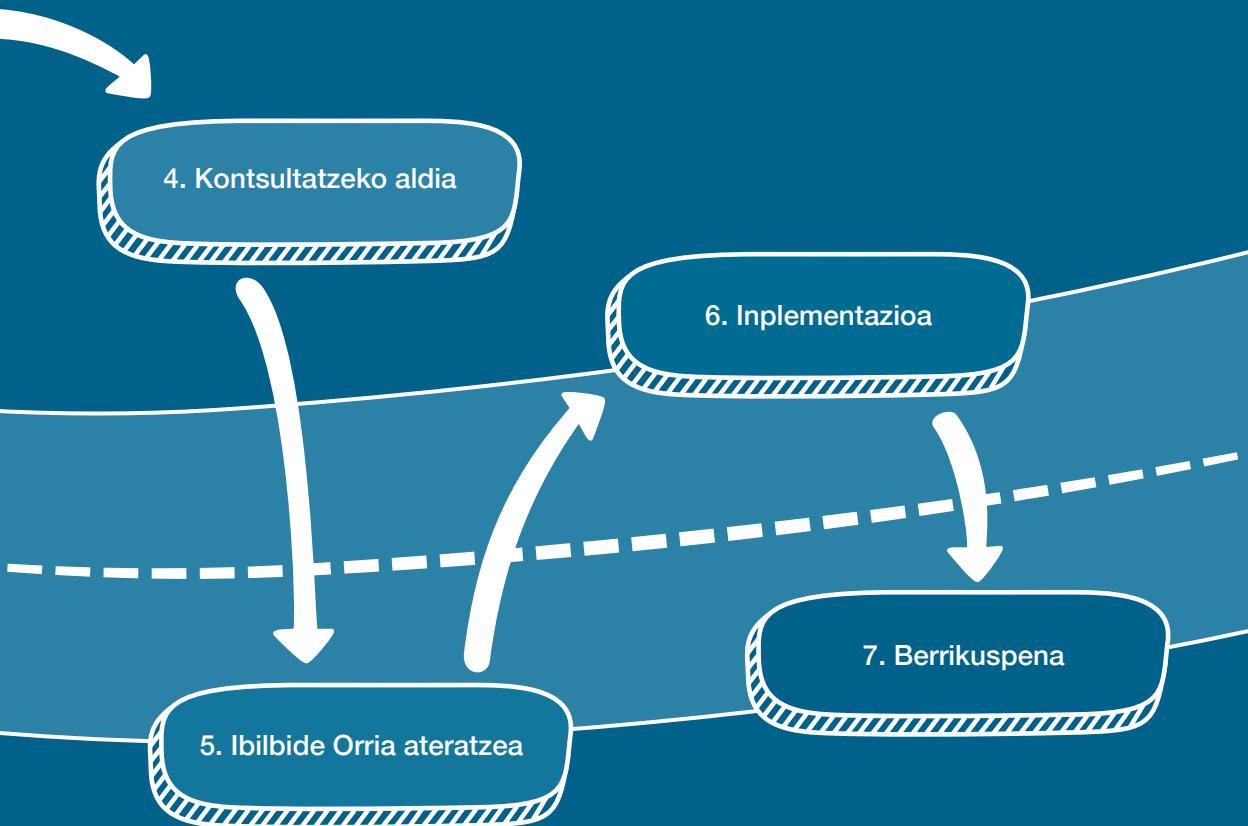 4. Kontsultatzeko aldia
5. Ibilbide Orria ateratzea
6. Inplementazioa
7. Berrikuspena